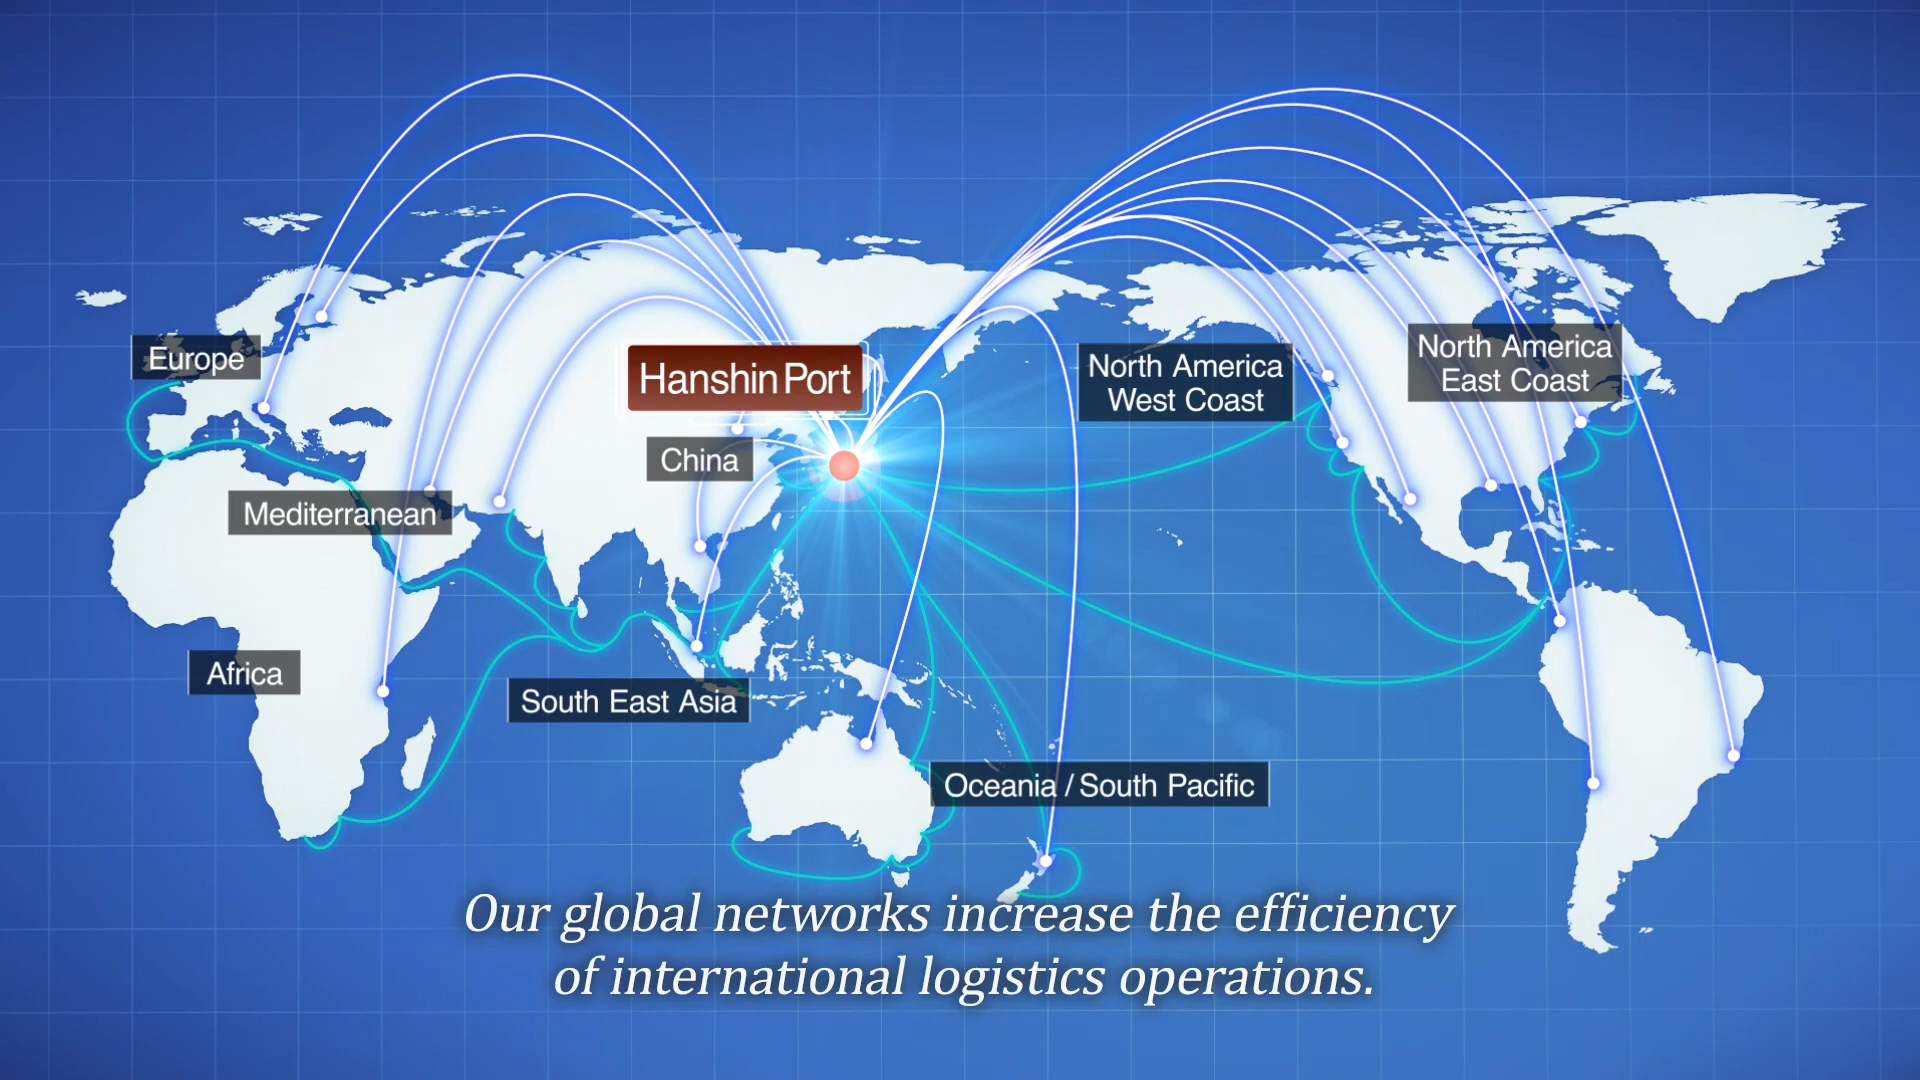 Europe
Hanshin Port
North America
West Coast
North America
East Coast
China
Mediterranean
Africa
South East Asia
Oceania / South Pacific
Our global networks increase the efficiency
of international logistics operations.